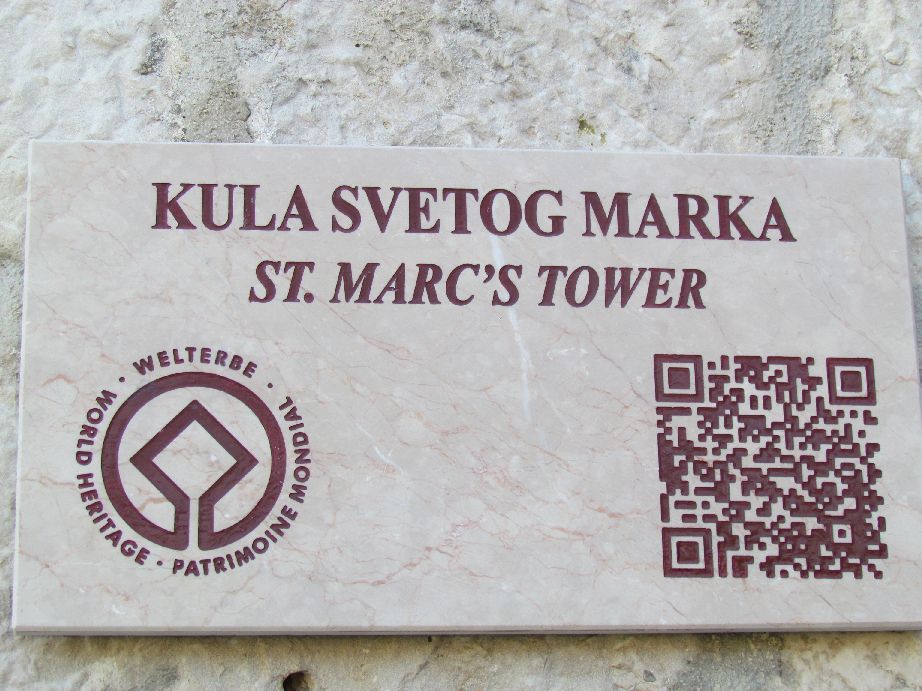 KULA SVETOG MARKA
ST. MARC'S TOWER
WELTERBE · WORLD HERITAGE · PATRIMOINE MONDIAL ·